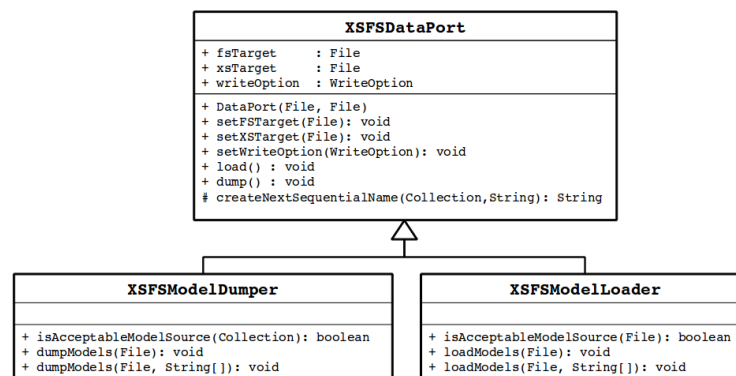 XSFSDataPort
+ fsTarget : File
+ xsTarget : File
+ writeOption : WriteOption
+ DataPort(File, File)
+ setFSTarget(File): void
+ setXSTarget(File): void
+ setWriteOption(WriteOption): void
+ load() : void
+ dump() : void
# createNextSequentialName(Collection,String): String
XSFSModelDumper
+ isAcceptableModelSource(Collection): boolean
+ dumpModels(File): void
+ dumpModels(File, String[]): void
XSFSModelLoader
+ isAcceptableModelSource(File): boolean
+ loadModels(File): void
+ loadModels(File, String[]): void